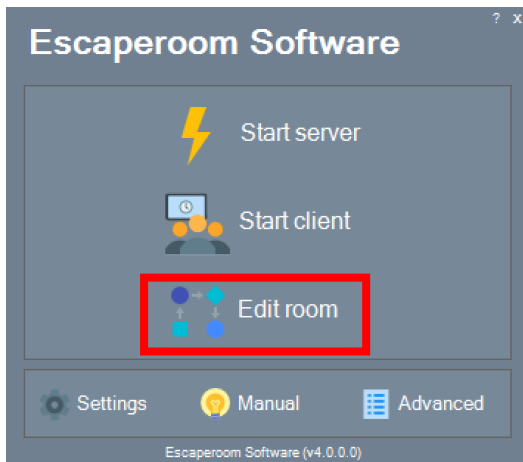 ? x
Escaperoom Software
Start server
Start client
Edit room
Settings Manual Advanced
Escaperoom Software (v4.0.0.0)